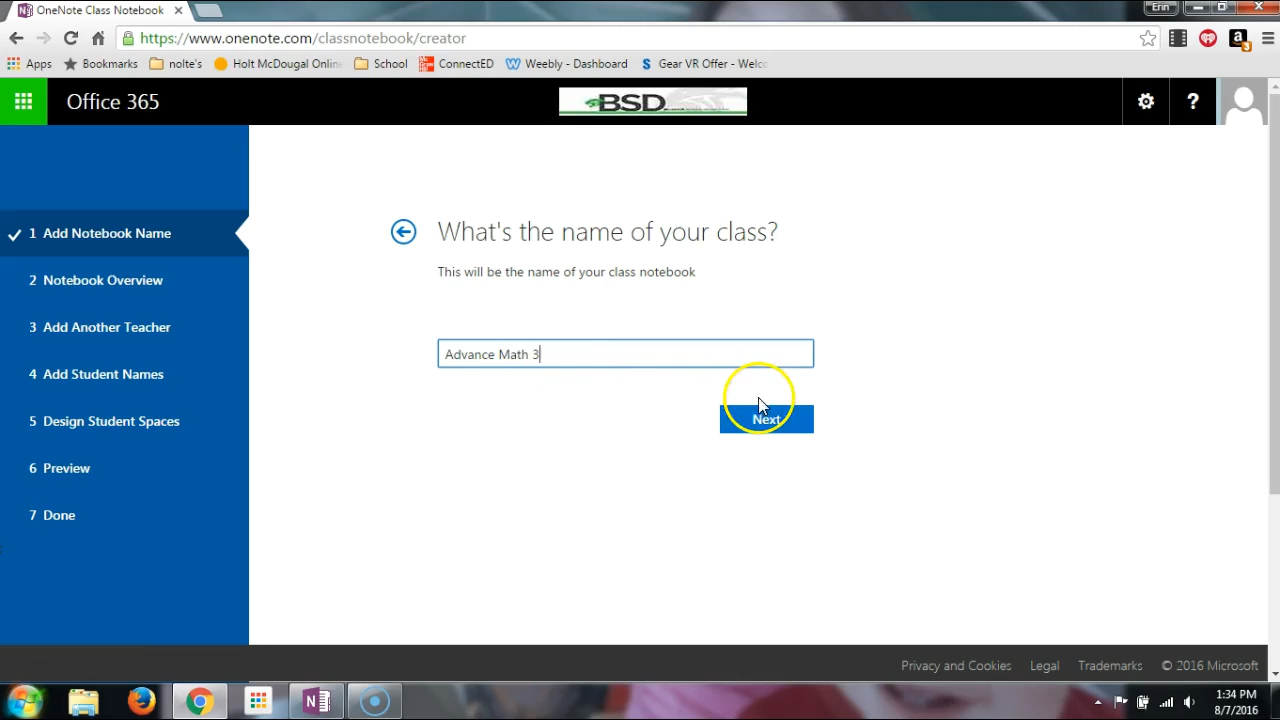 OneNote Class Notebook
Erin
https://www.onenote.com/classnotebook/creator
3
Apps Bookmarks nolte's Holt McDougal Online School ConnectED Weebly - Dashboard Gear VR Offer - Welc
Office 365
BSD
?
1 Add Notebook Name
2 Notebook Overview
3 Add Another Teacher
4 Add Student Names
5 Design Student Spaces
6 Preview
7 Done
What's the name of your class?
This will be the name of your class notebook
Advance Math 3
Next
Privacy and Cookies Legal Trademarks © 2016 Microsoft
1:34 PM
8/7/2016